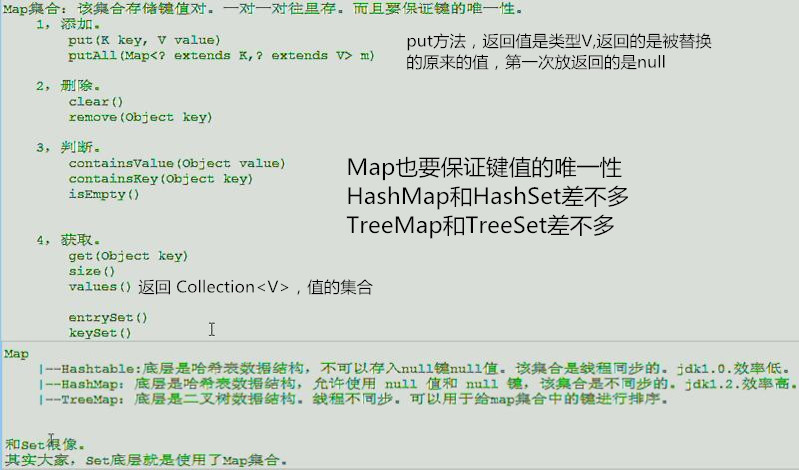 Map集合：该集合存储键值对。一对一对往里存。而且要保证键的唯一性。
1，添加。
put(K key, V value)
putAll(Map<? extends K,? extends V> m)
put方法，返回值是类型V,返回的是被替换
的原来的值，第一次放返回的是null
2，删除。
clear()
remove(Object key)
3，判断。
containsValue(Object value)
containsKey(Object key)
isEmpty()
Map也要保证键值的唯一性
HashMap和HashSet差不多
TreeMap和TreeSet差不多
4，获取。
get(Object key)
size()
values() 返回 Collection<V>，值的集合
entrySet()
keySet()
Map
|--Hashtable:底层是哈希表数据结构，不可以存入null键null值。该集合是线程同步的。jdk1.0.效率低。
|--HashMap：底层是哈希表数据结构，允许使用 null 值和 null 键，该集合是不同步的。jdk1.2.效率高。
|--TreeMap：底层是二叉树数据结构。线程不同步。可以用于给map集合中的键进行排序。
和Set很像。
其实大家，Set底层就是使用了Map集合。